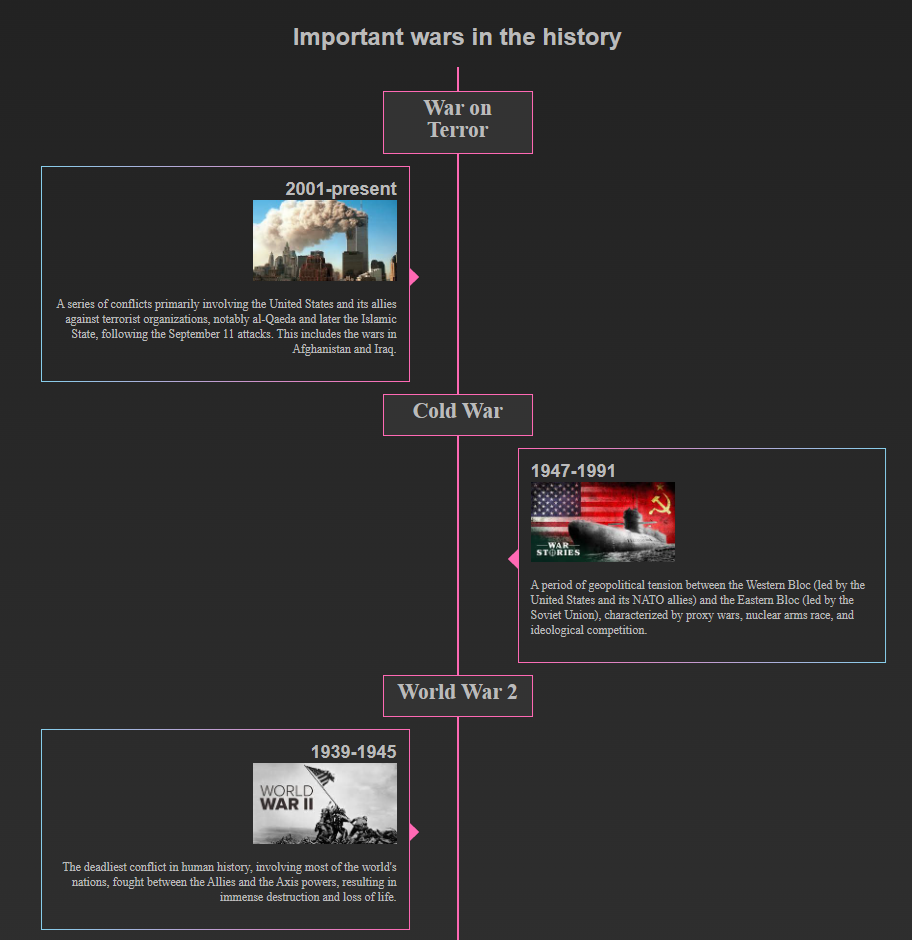 Important wars in the history
War on
Terror
2001-present
A series of conflicts primarily involving the United States and its allies
against terrorist organizations, notably al-Qaeda and later the Islamic
State, following the September 11 attacks. This includes the wars in
Afghanistan and Iraq.
Cold War
1947-1991
WAR
STORIES
A period of geopolitical tension between the Western Bloc (led by the
United States and its NATO allies) and the Eastern Bloc (led by the
Soviet Union), characterized by proxy wars, nuclear arms race, and
ideological competition.
World War 2
1939-1945
WORLD
WAR II
The deadliest conflict in human history, involving most of the world's
nations, fought between the Allies and the Axis powers, resulting in
immense destruction and loss of life.